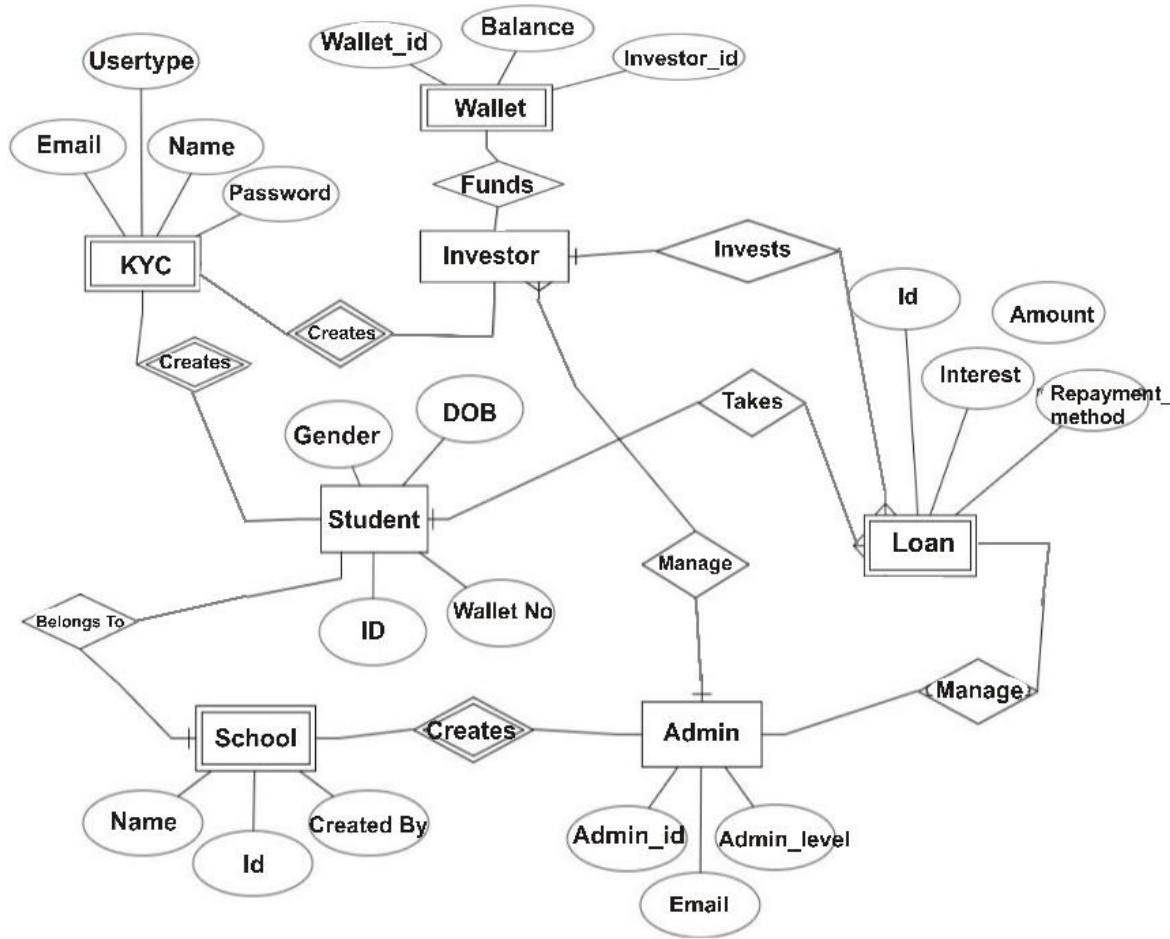 Wallet_id
Balance
Investor_id
Usertype
Wallet
Email
Name
Funds
Password
KYC
Investor
Invests
Id
Amount
Creates
Creates
Interest
Takes
Repayment_
method
Gender
DOB
Student
Loan
Manage
Wallet No
ID
Belongs To
Manage
School
Creates
Admin
Name
Created By
Id
Admin_id
Admin_level
Email